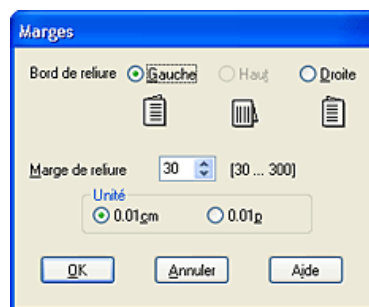 Marges
Bord de reliure Gauche Haut Droite
Marge de reliure 30 [30 ... 300]
Unité
0.01cm 0.01p
OK Annuler Aide